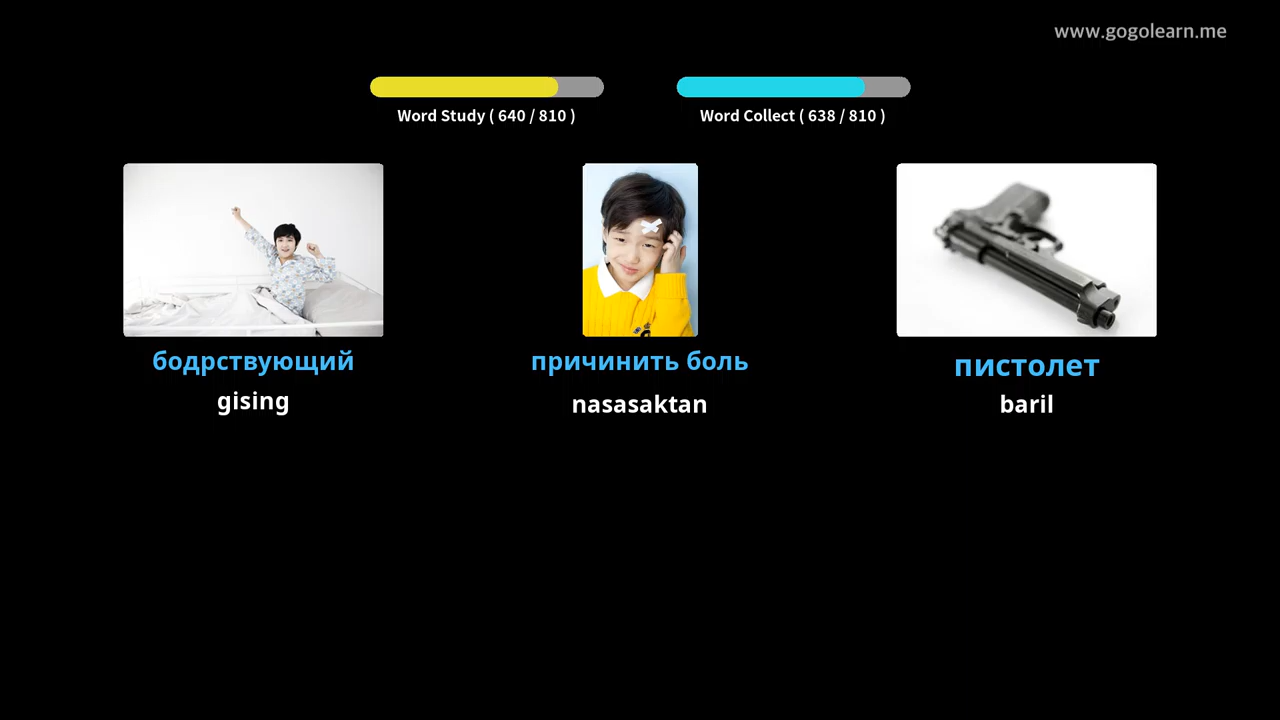 www.gogolearn.me
Word Study ( 640 / 810 )
Word Collect ( 638 / 810 )
бодрствующий
gising
причинить боль
nasasaktan
пистолет
baril